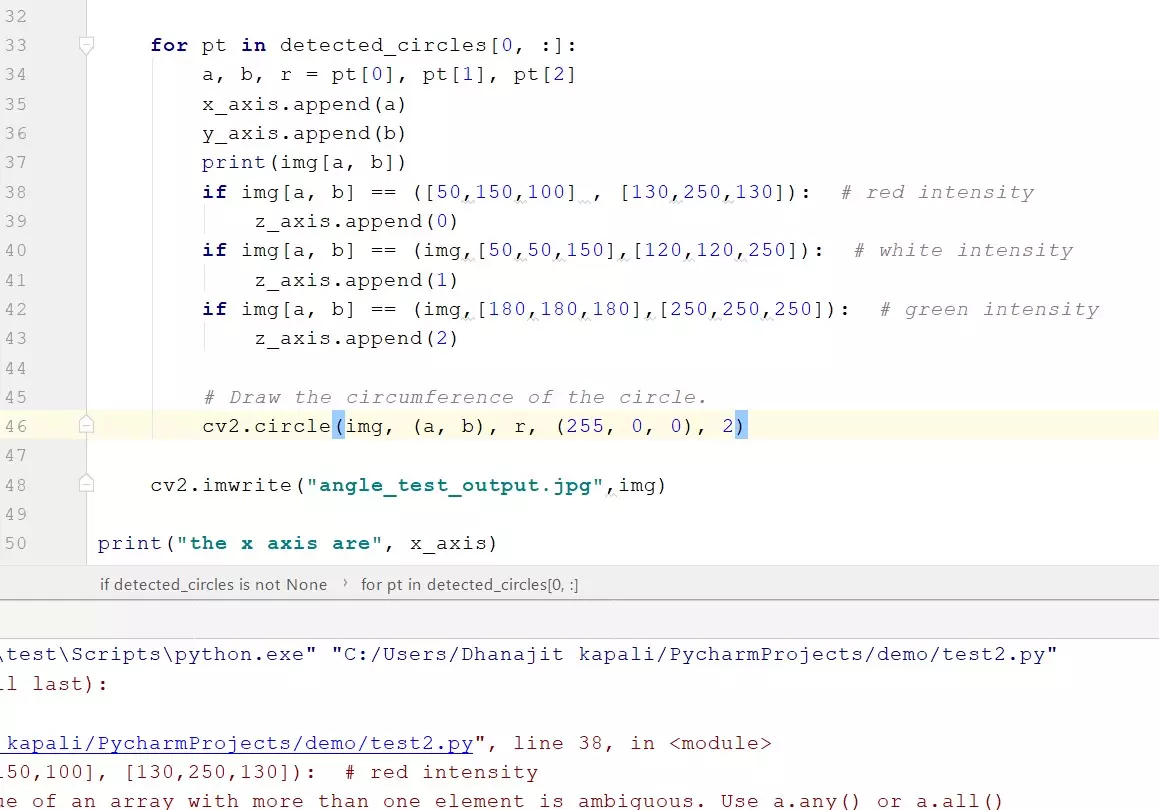 32
33 for pt in detected_circles[0, :]:
34 a, b, r = pt[0], pt[1], pt[2]
35 x_axis.append(a)
36 y_axis.append(b)
37 print(img[a, b])
38 if img[a, b] == ([50,150,100] , [130,250,130]): # red intensity
39 z_axis.append(0)
40 if img[a, b] == (img,[50,50,150],[120,120,250]): # white intensity
41 z_axis.append(1)
42 if img[a, b] == (img,[180,180,180],[250,250,250]): # green intensity
43 z_axis.append(2)
44
45 # Draw the circumference of the circle.
46 cv2.circle(img, (a, b), r, (255, 0, 0), 2)
47
48 cv2.imwrite("angle_test_output.jpg",img)
49
50 print("the x axis are", x_axis)
if detected_circles is not None › for pt in detected_circles[0, :]
\test\Scripts\python.exe" "C:/Users/Dhanajit kapali/PycharmProjects/demo/test2.py"
ll last):
kapali/PycharmProjects/demo/test2.py", line 38, in <module>
150,100], [130,250,130]): # red intensity
ue of an array with more than one element is ambiguous. Use a.any() or a.all()